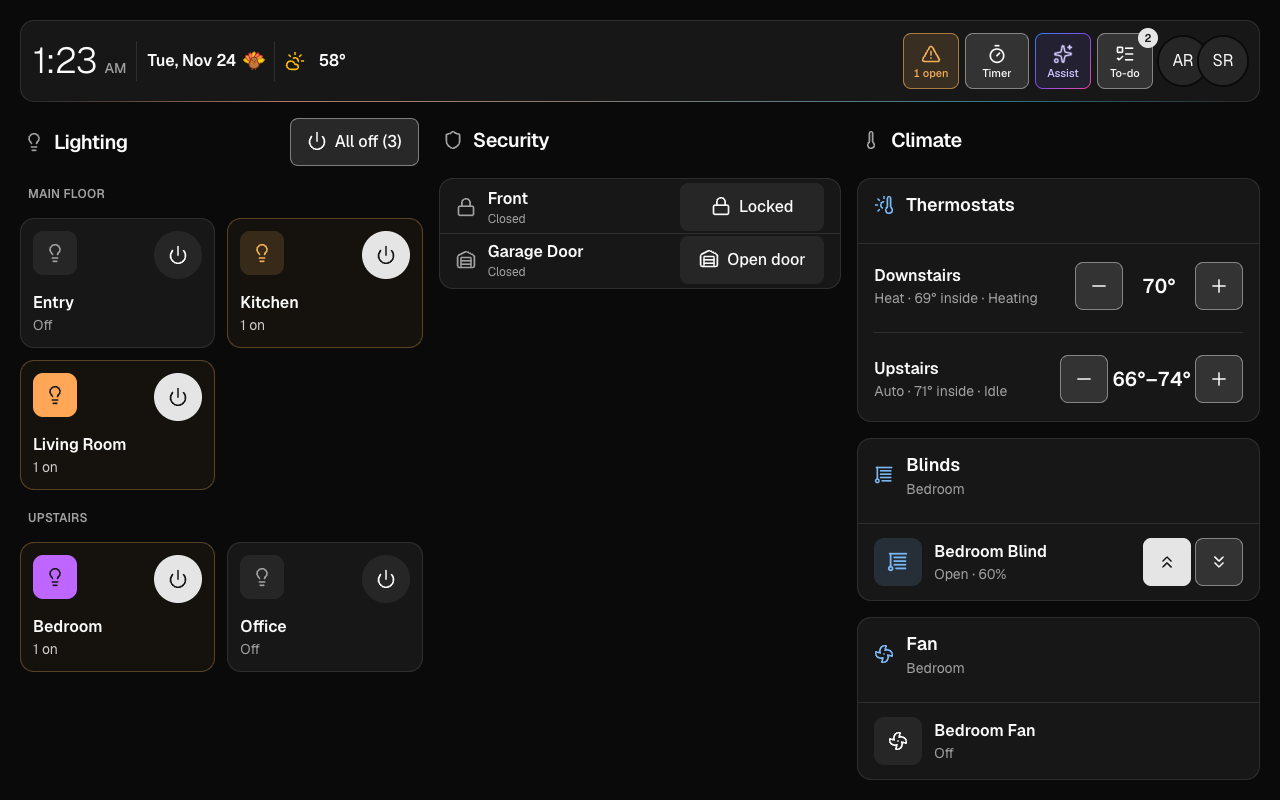 1:23 AM
Tue, Nov 24
58°
1 open
Timer
Assist
To-do
2
AR
SR
Lighting
All off (3)
MAIN FLOOR
Entry
Off
Kitchen
1 on
Living Room
1 on
UPSTAIRS
Bedroom
1 on
Office
Off
Security
Front
Closed
Locked
Garage Door
Closed
Open door
Climate
Thermostats
Downstairs
Heat · 69° inside · Heating
70°
Upstairs
Auto · 71° inside · Idle
66°–74°
Blinds
Bedroom
Bedroom Blind
Open · 60%
Fan
Bedroom
Bedroom Fan
Off